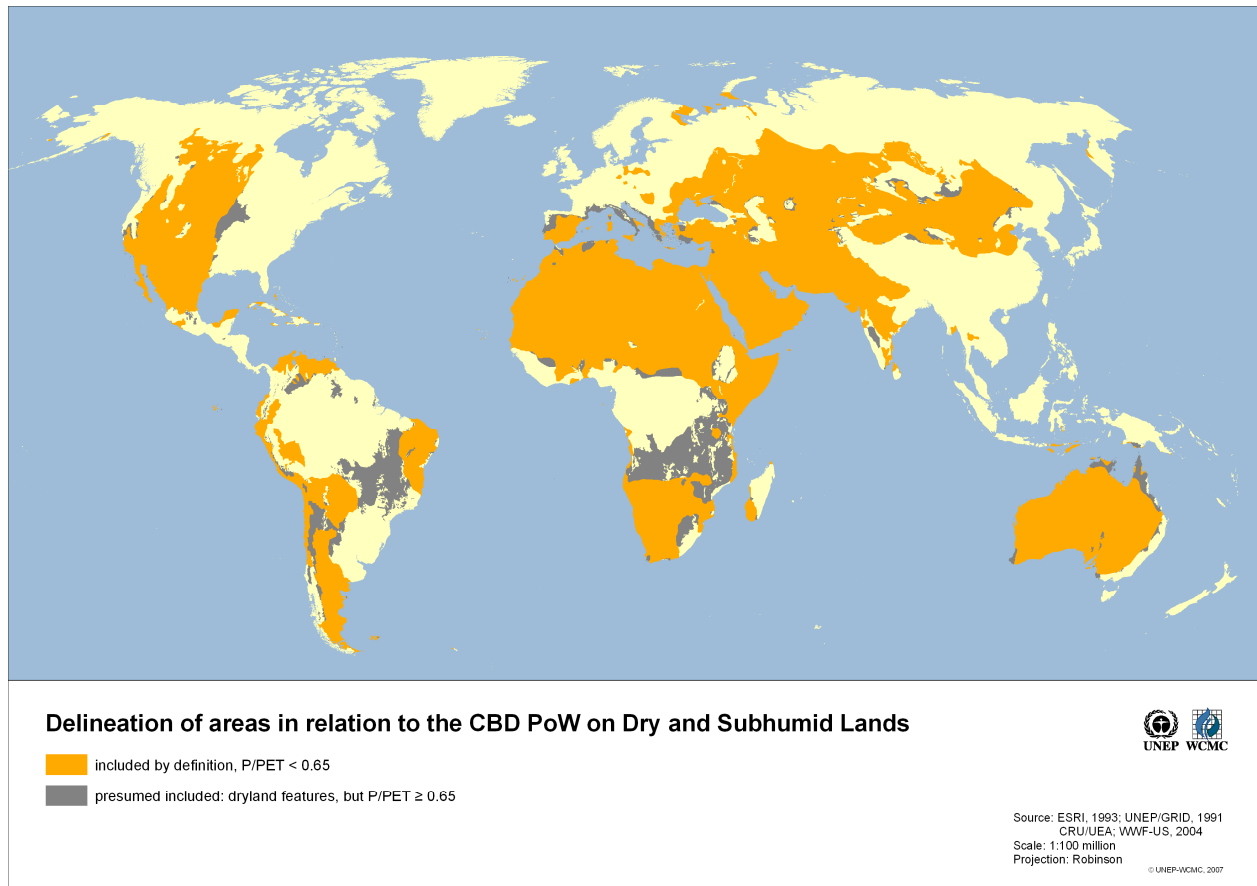 Delineation of areas in relation to the CBD PoW on Dry and Subhumid Lands
included by definition, P/PET < 0.65
presumed included: dryland features, but P/PET ≥ 0.65
UNEP WCMC
Source: ESRI, 1993; UNEP/GRID, 1991
CRU/UEA; WWF-US, 2004
Scale: 1:100 million
Projection: Robinson
© UNEP-WCMC, 2007